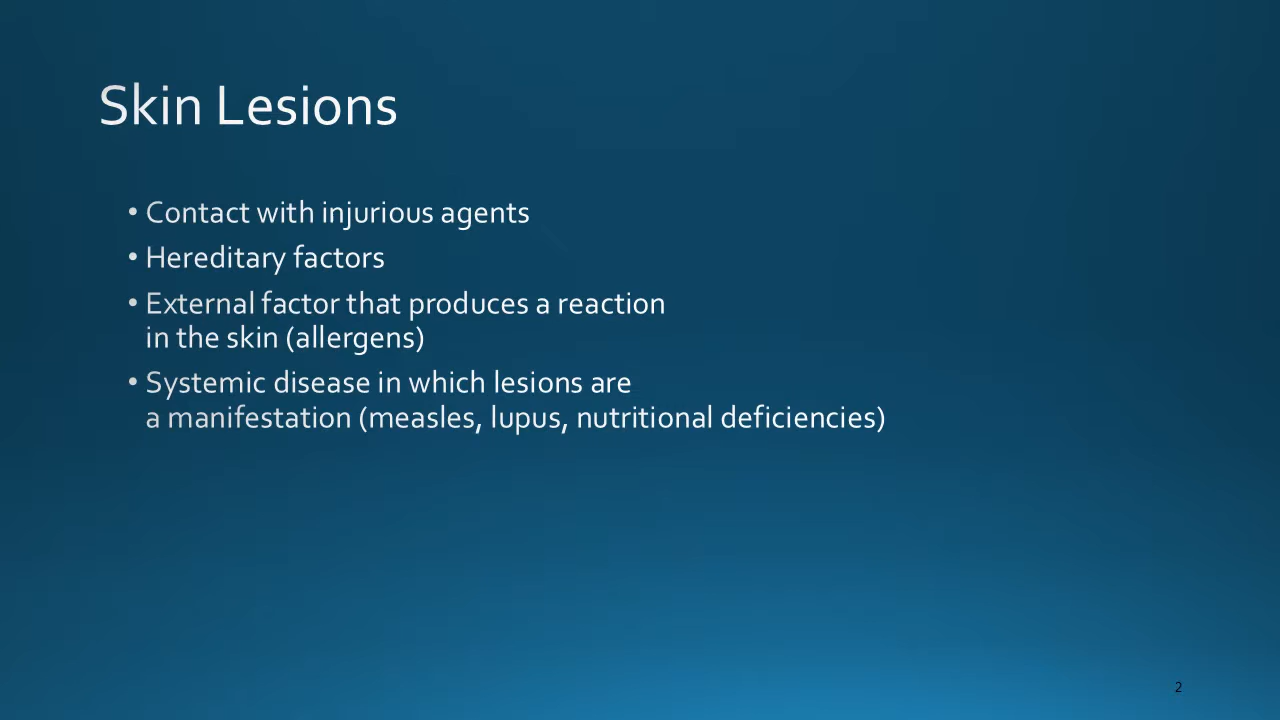 Skin Lesions
• Contact with injurious agents
• Hereditary factors
• External factor that produces a reaction
in the skin (allergens)
• Systemic disease in which lesions are
a manifestation (measles, lupus, nutritional deficiencies)
2